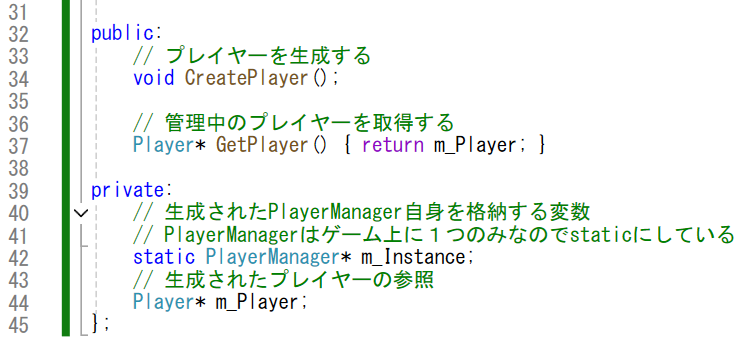 31
32 public:
33 // プレイヤーを生成する
34 void CreatePlayer();
35
36 // 管理中のプレイヤーを取得する
37 Player* GetPlayer() { return m_Player; }
38
39 private:
40 // 生成されたPlayerManager自身を格納する変数
41 // PlayerManagerはゲーム上に１つのみなのでstaticにしている
42 static PlayerManager* m_Instance;
43 // 生成されたプレイヤーの参照
44 Player* m_Player;
45 };